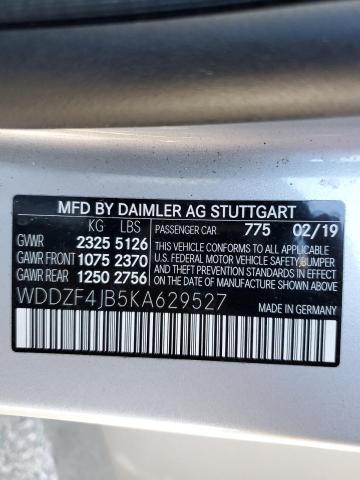 MFD BY DAIMLER AG STUTTGART
KG LBS PASSENGER CAR 775 02/19
GVWR 2325 5126
GAWR FRONT 1075 2370
GAWR REAR 1250 2756
THIS VEHICLE CONFORMS TO ALL APPLICABLE
U.S. FEDERAL MOTOR VEHICLE SAFETY, BUMPER
AND THEFT PREVENTION STANDARDS IN EFFECT
ON THE DATE OF MANUFACTURE SHOWN ABOVE.
WDDZF4JB5KA629527
MADE IN GERMANY